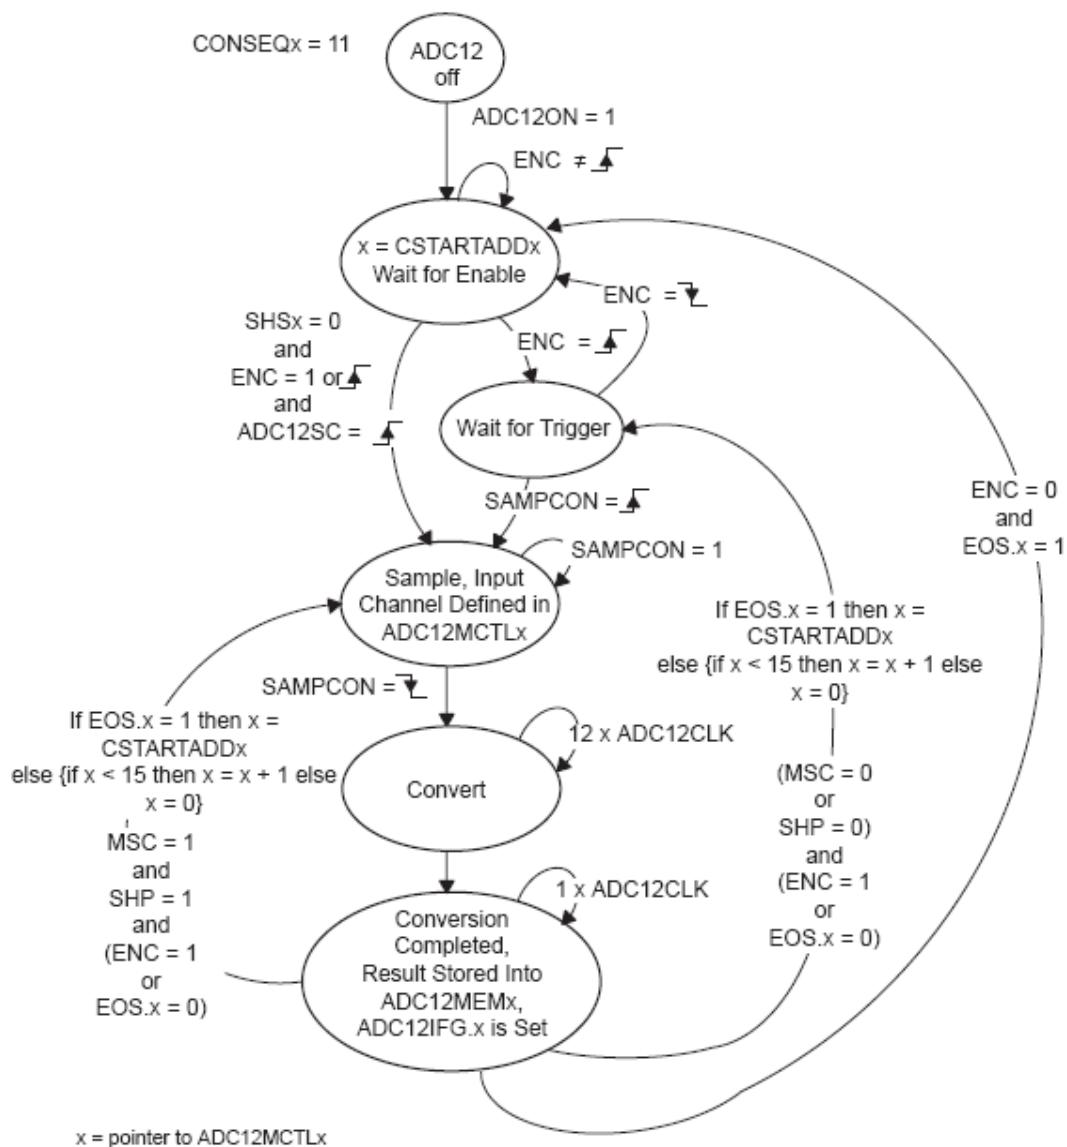 CONSEQx = 11
ADC12
off
ADC12ON = 1
ENC ≠
x = CSTARTADDx
Wait for Enable
ENC =
SHSx = 0
and
ENC = 1 or
and
ADC12SC =
ENC =
Wait for Trigger
SAMPCON =
ENC = 0
and
EOS.x = 1
SAMPCON = 1
Sample, Input
Channel Defined in
ADC12MCTLx
If EOS.x = 1 then x =
CSTARTADDx
else {if x < 15 then x = x + 1 else
x = 0}
SAMPCON =
If EOS.x = 1 then x =
CSTARTADDx
else {if x < 15 then x = x + 1 else
x = 0}
12 x ADC12CLK
Convert
(MSC = 0
or
SHP = 0)
and
(ENC = 1
or
EOS.x = 0)
MSC = 1
and
SHP = 1
and
(ENC = 1
or
EOS.x = 0)
1 x ADC12CLK
Conversion
Completed,
Result Stored Into
ADC12MEMx,
ADC12IFG.x is Set
x = pointer to ADC12MCTLx